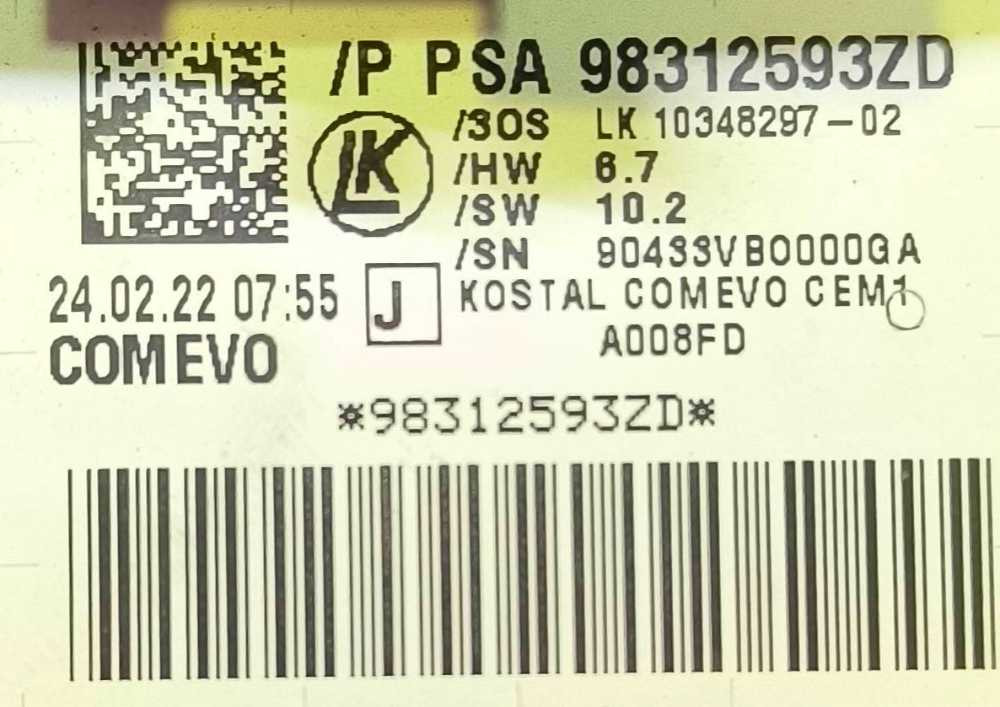 /P PSA 98312593ZD
LK
/3OS LK 10348297-02
/HW 6.7
/SW 10.2
/SN 90433VB0000GA
24.02.22 07:55
J
KOSTAL COMEVO CEM1
A008FD
COMEVO
*98312593ZD*